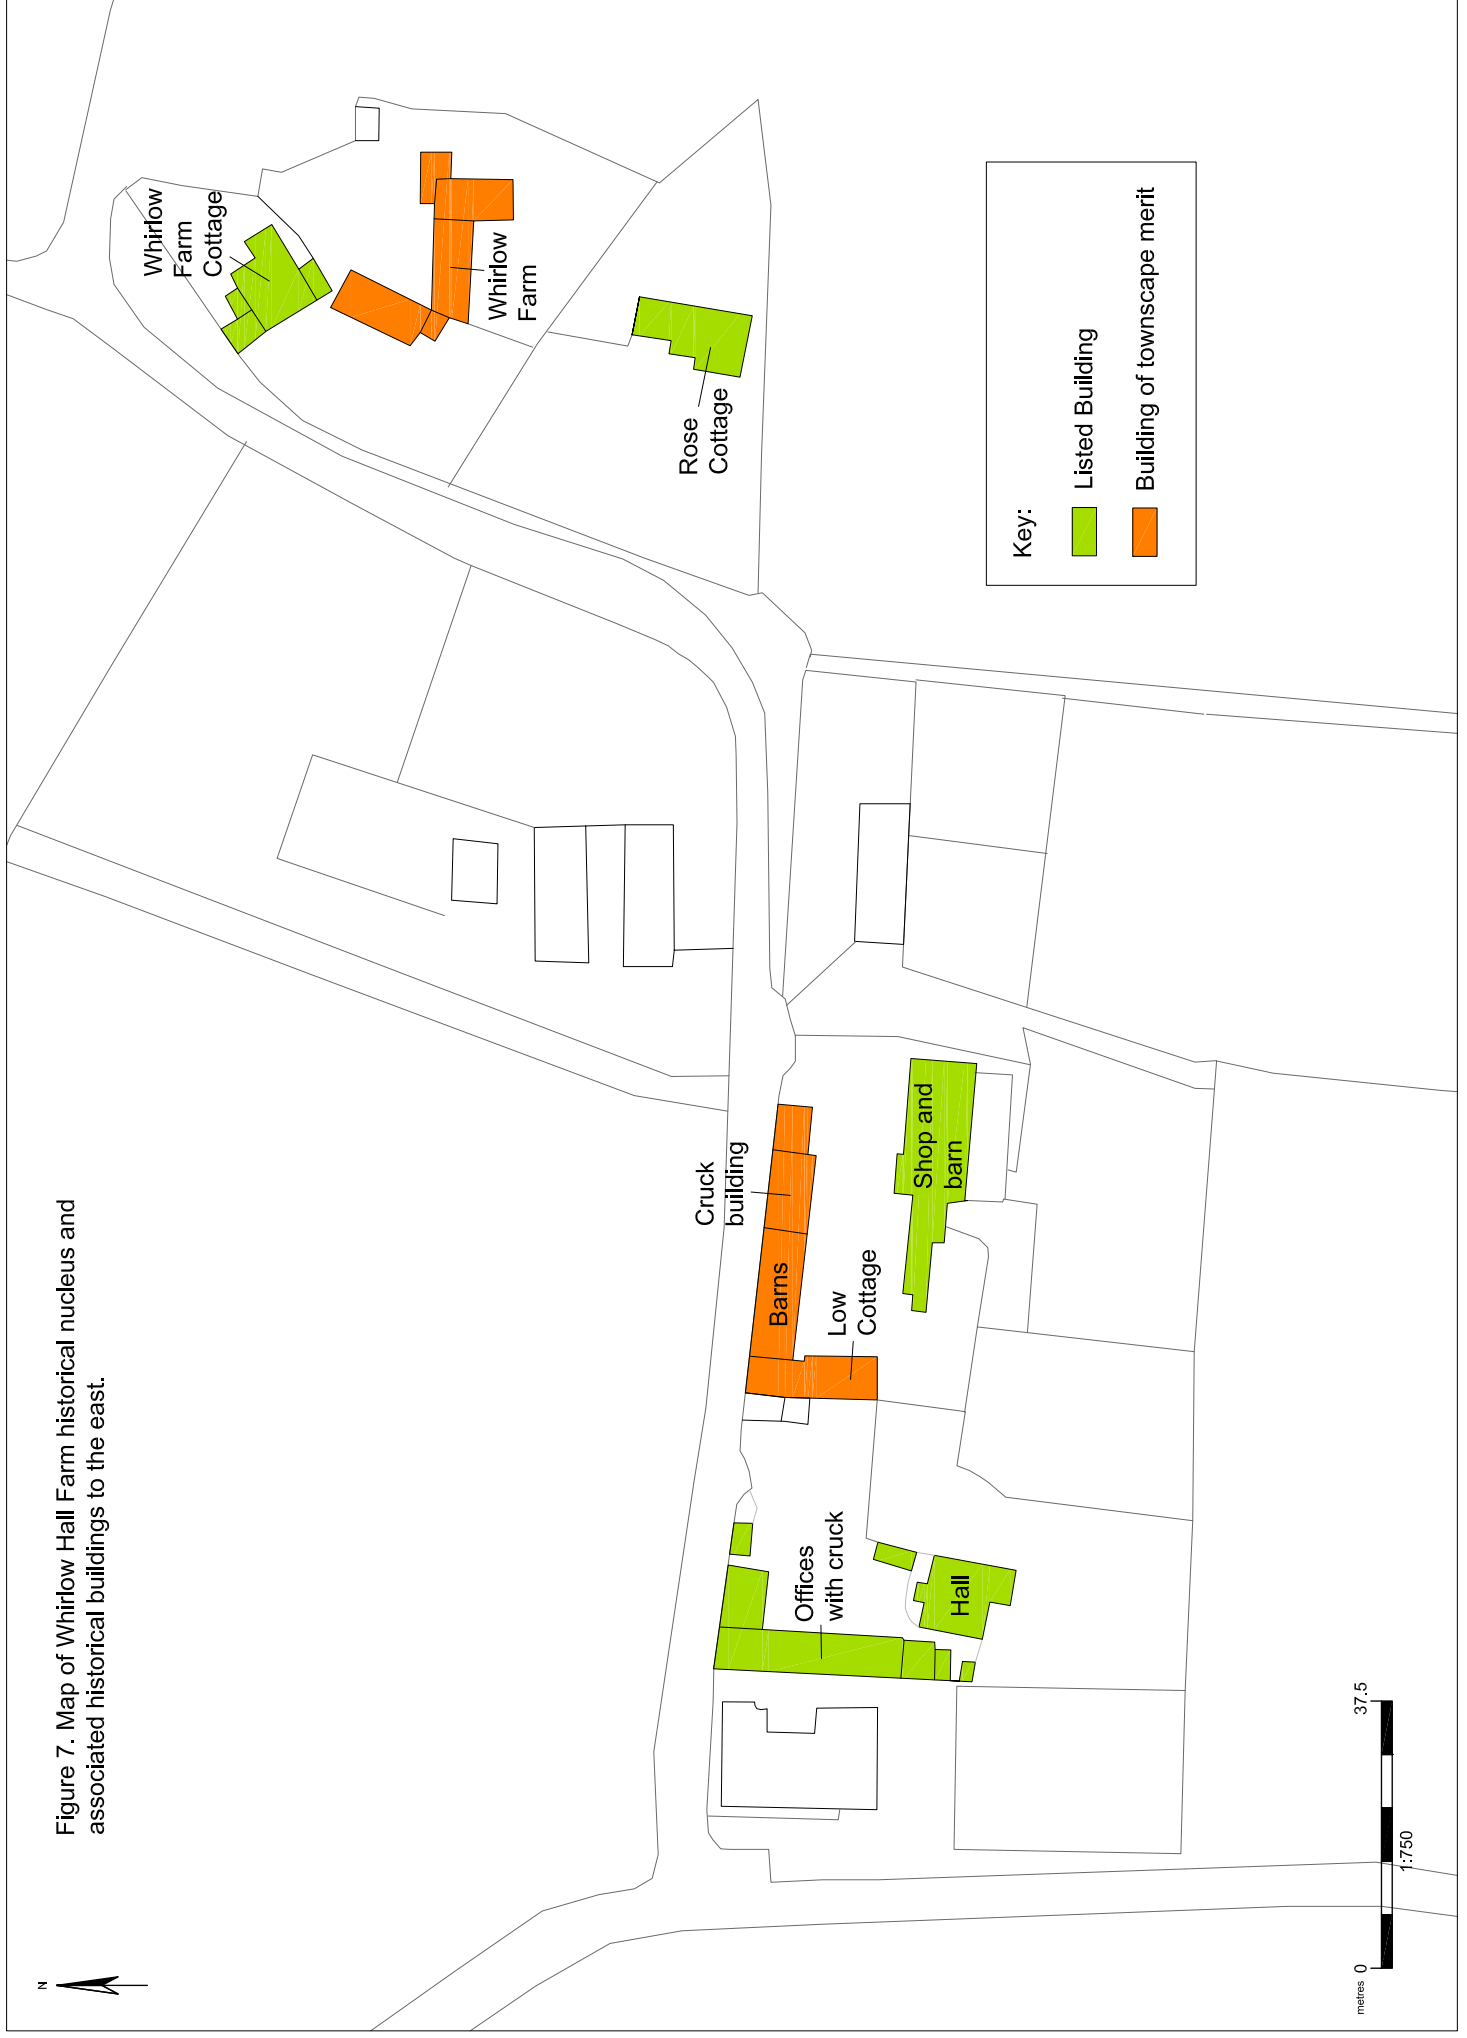 Figure 7. Map of Whirlow Hall Farm historical nucleus and
associated historical buildings to the east.
N
Whirlow
Farm
Cottage
Whirlow
Farm
Rose
Cottage
Cruck
building
Barns
Low
Cottage
Shop and
barn
Offices
with cruck
Hall
Key:
Listed Building
Building of townscape merit
metres
0
37.5
1:750